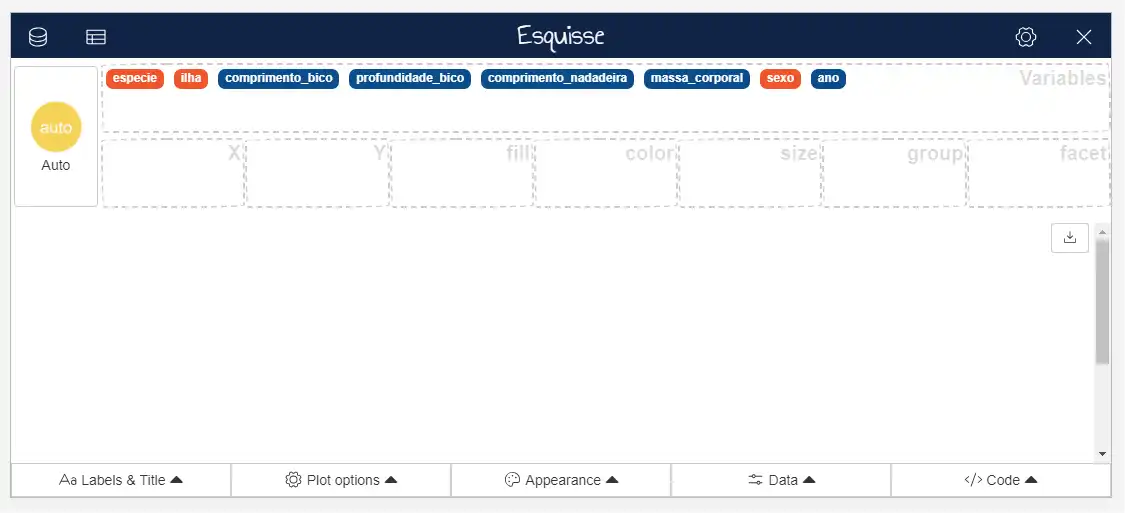 Esquisse
especie ilha comprimento_bico profundidade_bico comprimento_nadadeira massa_corporal sexo ano Variables
auto
Auto
X Y fill color size group facet
Aa Labels & Title Plot options Appearance Data </> Code